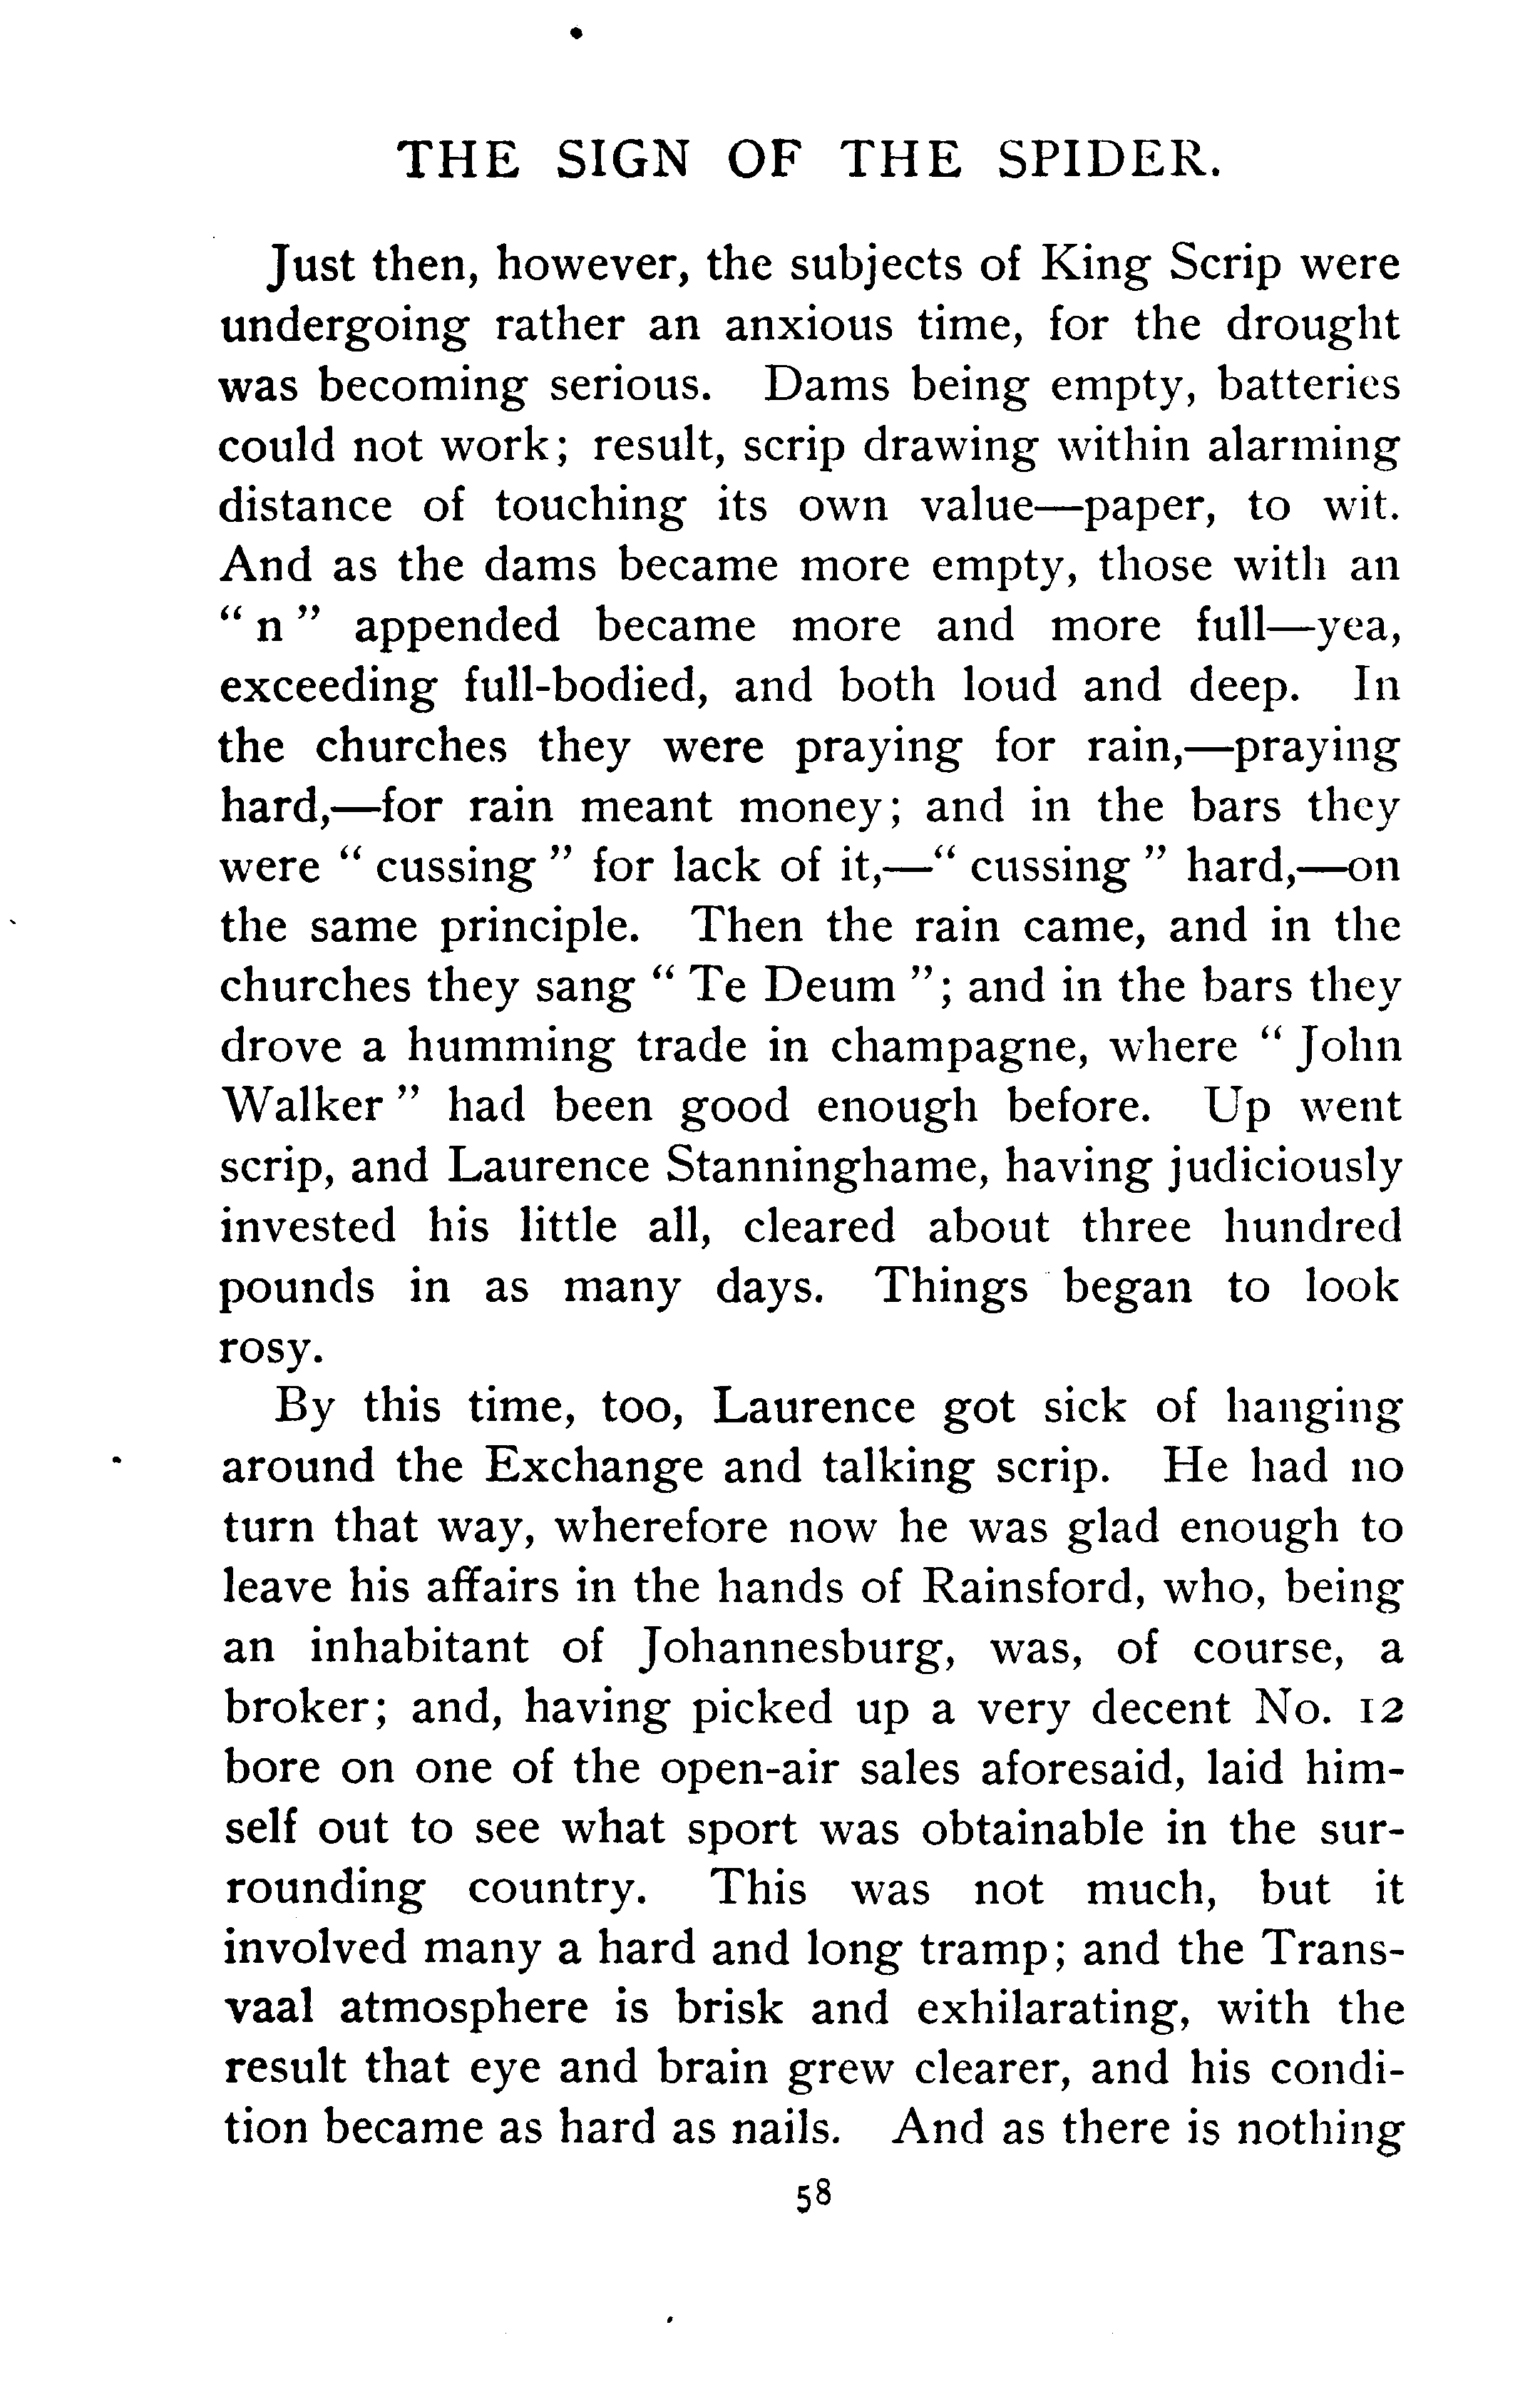 THE SIGN OF THE SPIDER.
Just then, however, the subjects of King Scrip were
undergoing rather an anxious time, for the drought
was becoming serious. Dams being empty, batteries
could not work; result, scrip drawing within alarming
distance of touching its own value—paper, to wit.
And as the dams became more empty, those with an
“ n ” appended became more and more full—yea,
exceeding full-bodied, and both loud and deep. In
the churches they were praying for rain,—praying
hard,—for rain meant money; and in the bars they
were “ cussing ” for lack of it,—“ cussing ” hard,—on
the same principle. Then the rain came, and in the
churches they sang “ Te Deum ”; and in the bars they
drove a humming trade in champagne, where “ John
Walker ” had been good enough before. Up went
scrip, and Laurence Stanninghame, having judiciously
invested his little all, cleared about three hundred
pounds in as many days. Things began to look
rosy.
By this time, too, Laurence got sick of hanging
around the Exchange and talking scrip. He had no
turn that way, wherefore now he was glad enough to
leave his affairs in the hands of Rainsford, who, being
an inhabitant of Johannesburg, was, of course, a
broker; and, having picked up a very decent No. 12
bore on one of the open-air sales aforesaid, laid him-
self out to see what sport was obtainable in the sur-
rounding country. This was not much, but it
involved many a hard and long tramp; and the Trans-
vaal atmosphere is brisk and exhilarating, with the
result that eye and brain grew clearer, and his condi-
tion became as hard as nails. And as there is nothing
58